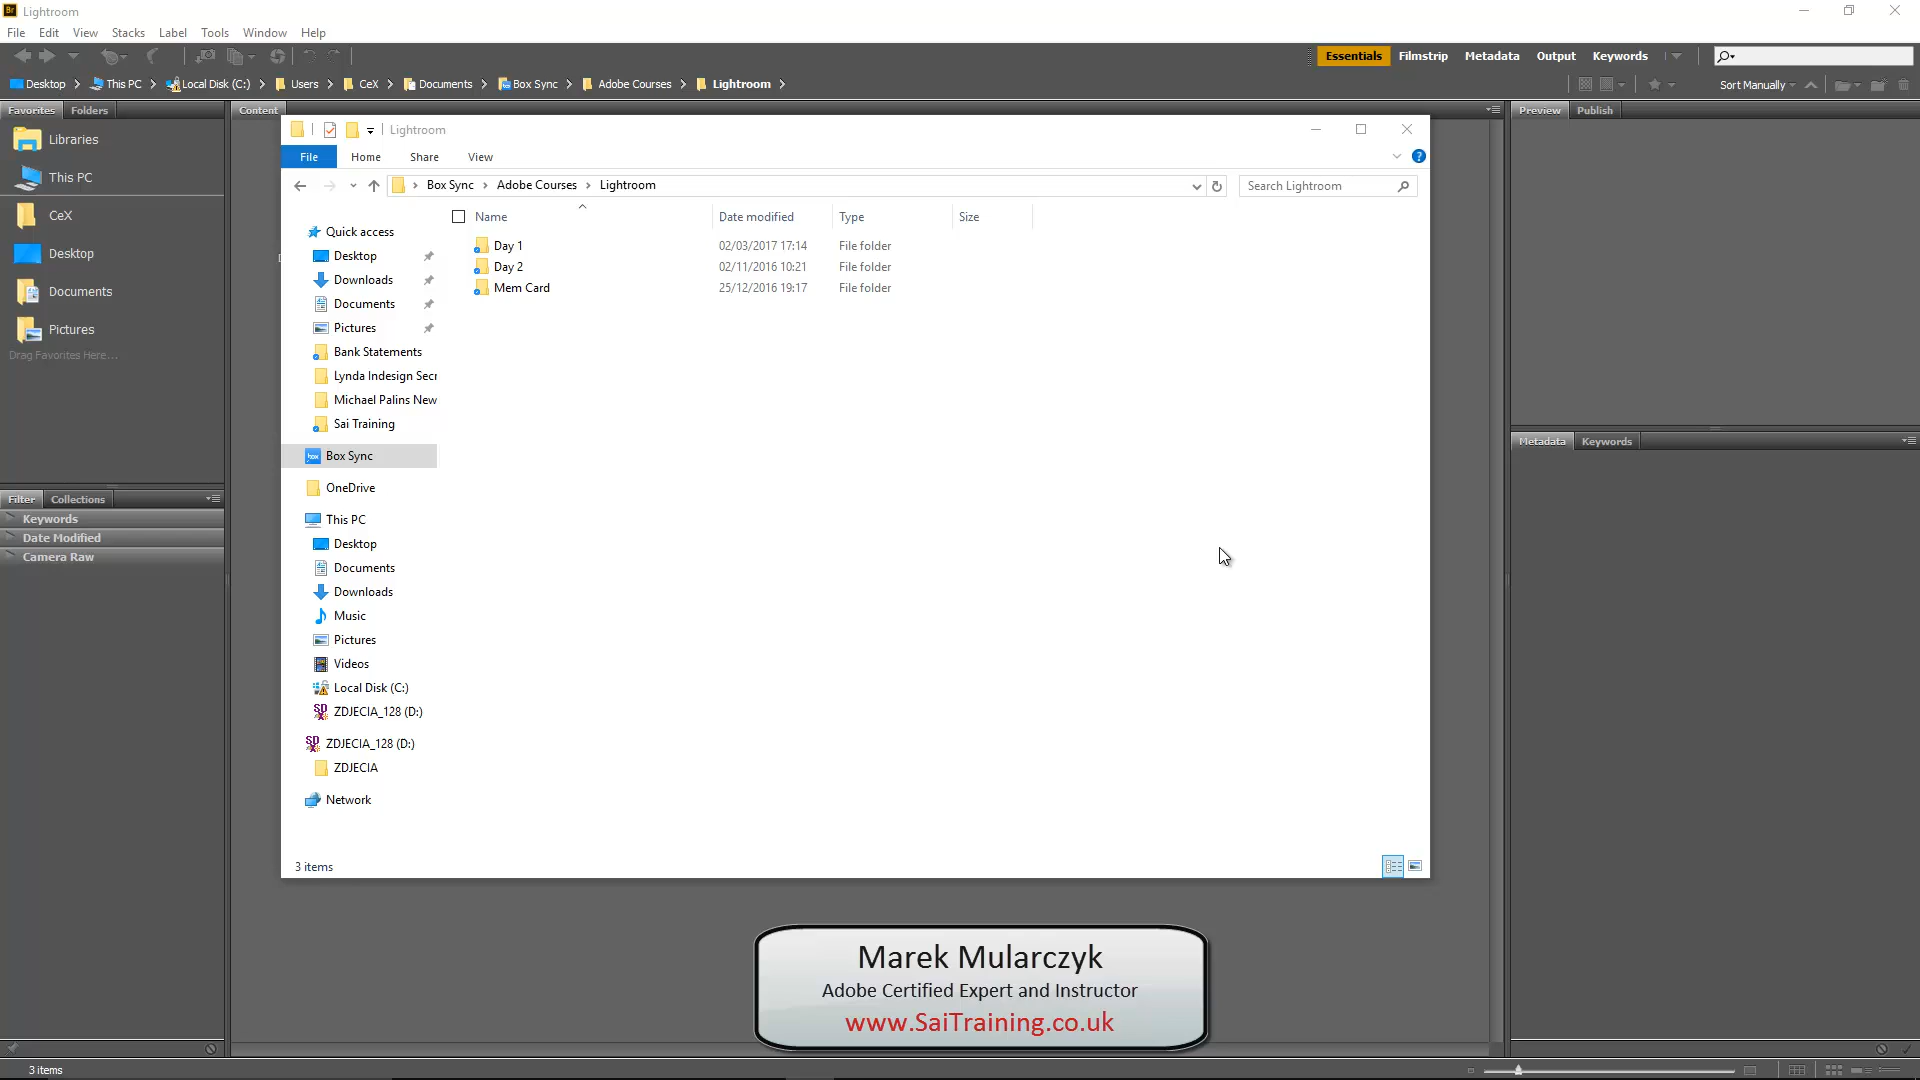 Lightroom
File Edit View Stacks Label Tools Window Help
Essentials Filmstrip Metadata Output Keywords
Desktop This PC Local Disk (C:) Users CeX Documents Box Sync Adobe Courses Lightroom Sort Manually
Favorites Folders
Libraries
This PC
CeX
Desktop
Documents
Pictures
Drag Favorites Here...
Filter Collections
Keywords
Date Modified
Camera Raw
Content
Lightroom
File Home Share View
Box Sync Adobe Courses Lightroom
Search Lightroom
Name Date modified Type Size
Day 1 02/03/2017 17:14 File folder
Day 2 02/11/2016 10:21 File folder
Mem Card 25/12/2016 19:17 File folder
Quick access
Desktop
Downloads
Documents
Pictures
Bank Statements
Lynda Indesign Secr
Michael Palins New
Sai Training
Box Sync
OneDrive
This PC
Desktop
Documents
Downloads
Music
Pictures
Videos
Local Disk (C:)
ZDJECIA_128 (D:)
ZDJECIA_128 (D:)
ZDJECIA
Network
3 items
Preview Publish
Metadata Keywords
Marek Mularczyk
Adobe Certified Expert and Instructor
www.SaiTraining.co.uk
3 items